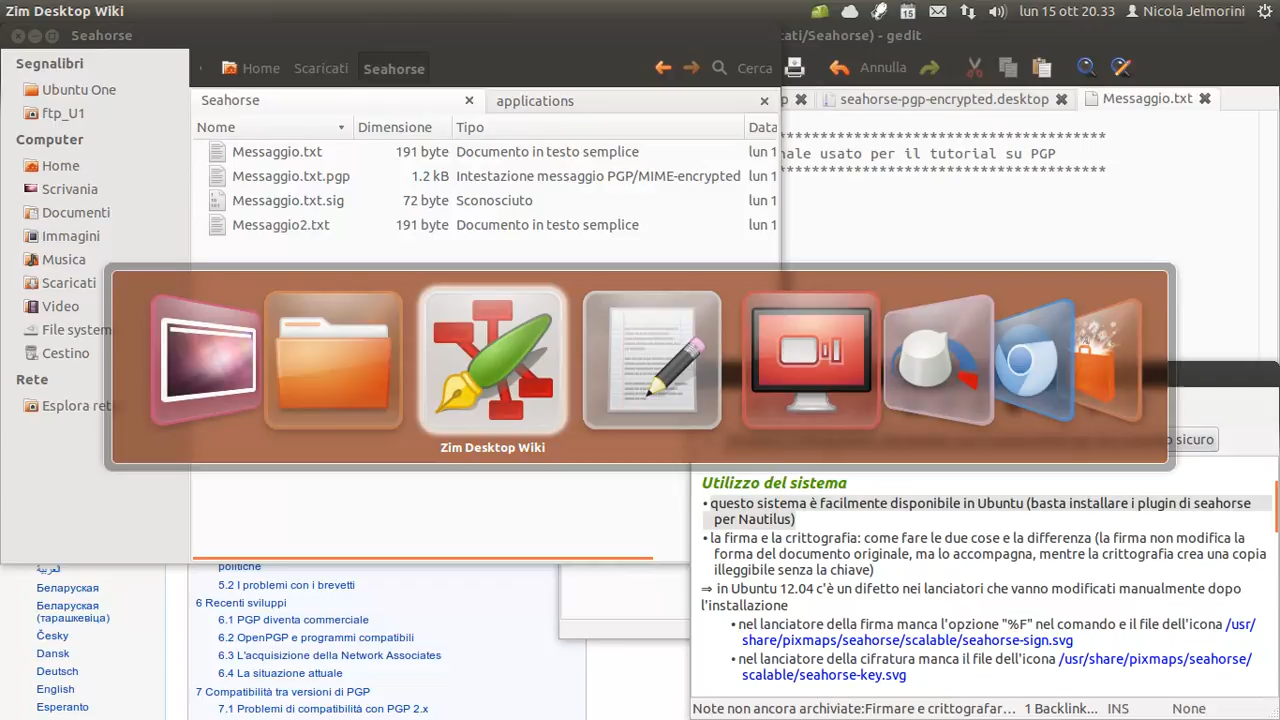 Zim Desktop Wiki
15
lun 15 ott 20.33
Nicola Jelmorini
Seahorse
ati/Seahorse) - gedit
Segnalibri
Ubuntu One
ftp_U1
Computer
Home
Scrivania
Documenti
Immagini
Musica
Scaricati
Video
File system
Cestino
Rete
Esplora ret
Home
Scaricati
Seahorse
Cerca
Annulla
Seahorse
applications
p
seahorse-pgp-encrypted.desktop
Messaggio.txt
Nome
Dimensione
Tipo
Data
Messaggio.txt 191 byte Documento in testo semplice lun 1
Messaggio.txt.pgp 1.2 kB Intestazione messaggio PGP/MIME-encrypted lun 1
Messaggio.txt.sig 72 byte Sconosciuto lun 1
Messaggio2.txt 191 byte Documento in testo semplice lun 1
****************************************
nale usato per il tutorial su PGP
****************************************
Zim Desktop Wiki
o sicuro
Utilizzo del sistema
• questo sistema è facilmente disponibile in Ubuntu (basta installare i plugin di seahorse
per Nautilus)
• la firma e la crittografia: come fare le due cose e la differenza (la firma non modifica la
forma del documento originale, ma lo accompagna, mentre la crittografia crea una copia
illeggibile senza la chiave)
⇒ in Ubuntu 12.04 c'è un difetto nei lanciatori che vanno modificati manualmente dopo
l'installazione
• nel lanciatore della firma manca l'opzione "%F" nel comando e il file dell'icona /usr/
share/pixmaps/seahorse/scalable/seahorse-sign.svg
• nel lanciatore della cifratura manca il file dell'icona /usr/share/pixmaps/seahorse/
scalable/seahorse-key.svg
Note non ancora archiviate:Firmare e crittografar... 1 Backlink... INS None
العربية
Беларуская
Беларуская
(тарашкевіца)
Česky
Dansk
Deutsch
English
Esperanto
politiche
5.2 I problemi con i brevetti
6 Recenti sviluppi
6.1 PGP diventa commerciale
6.2 OpenPGP e programmi compatibili
6.3 L'acquisizione della Network Associates
6.4 La situazione attuale
7 Compatibilità tra versioni di PGP
7.1 Problemi di compatibilità con PGP 2.x